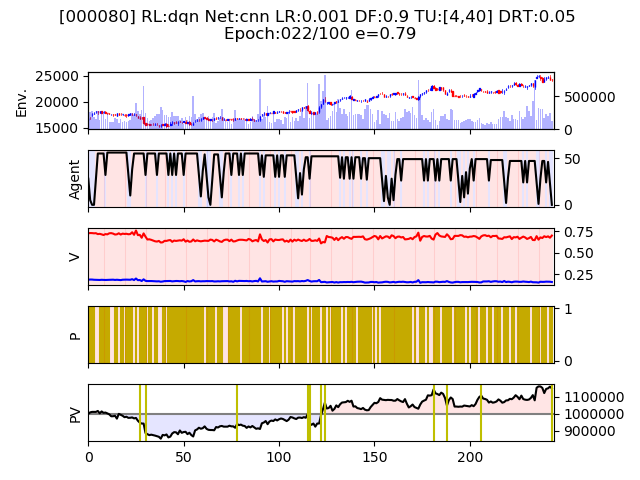 [000080] RL:dqn Net:cnn LR:0.001 DF:0.9 TU:[4,40] DRT:0.05
Epoch:022/100 e=0.79
Env.
25000
20000
15000
500000
0
Agent
50
0
V
0.75
0.50
0.25
P
1
0
PV
1100000
1000000
900000
0 50 100 150 200